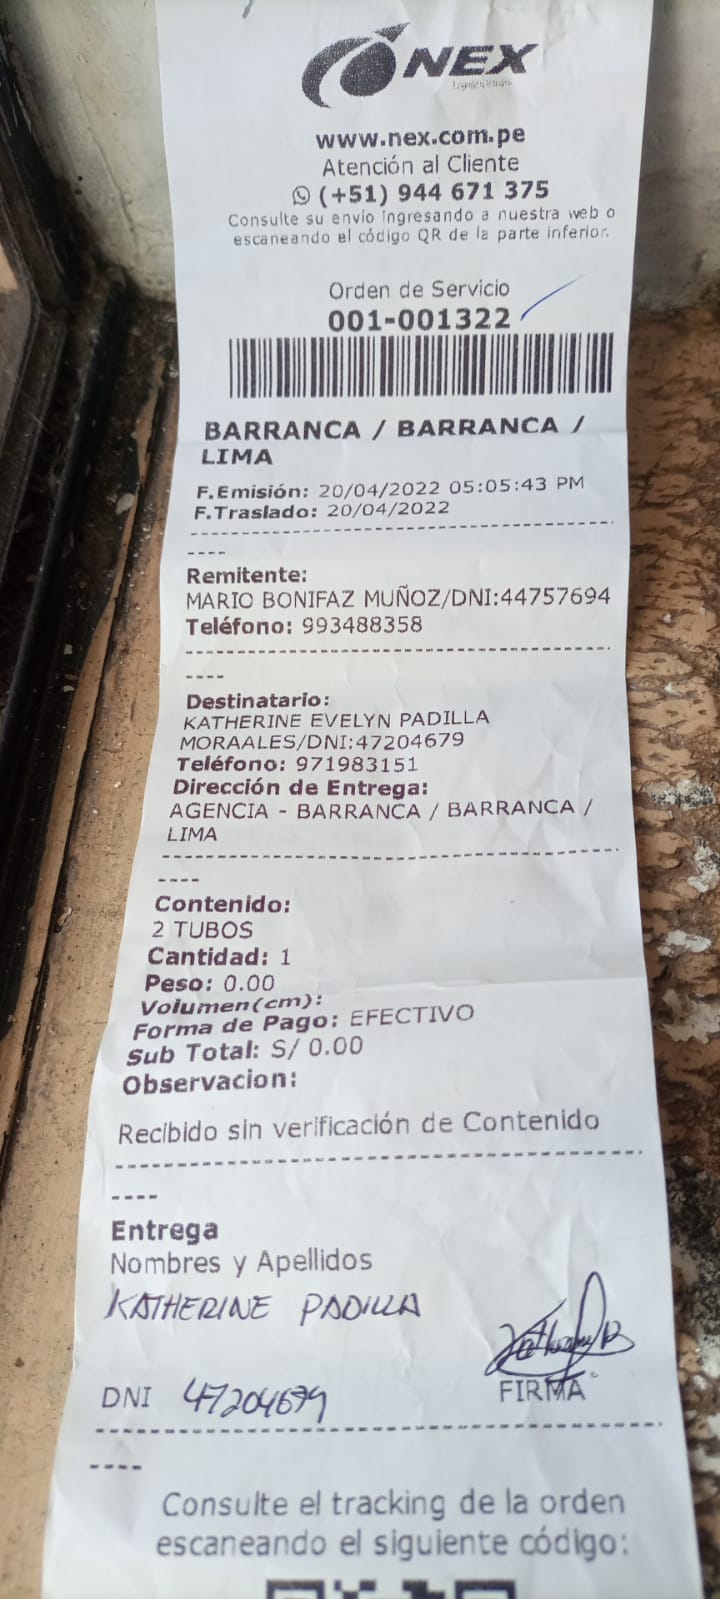 NEX
www.nex.com.pe
Atención al Cliente
(+51) 944 671 375
Consulte su envío ingresando a nuestra web o
escaneando el código QR de la parte inferior.
Orden de Servicio
001-001322
BARRANCA / BARRANCA /
LIMA
F.Emisión: 20/04/2022 05:05:43 PM
F.Traslado: 20/04/2022
----
Remitente:
MARIO BONIFAZ MUÑOZ/DNI:44757694
Teléfono: 993488358
----
Destinatario:
KATHERINE EVELYN PADILLA
MORAALES/DNI:47204679
Teléfono: 971983151
Dirección de Entrega:
AGENCIA - BARRANCA / BARRANCA /
LIMA
----
Contenido:
2 TUBOS
Cantidad: 1
Peso: 0.00
Volumen(cm):
Forma de Pago: EFECTIVO
Sub Total: S/ 0.00
Observacion:
Recibido sin verificación de Contenido
----
Entrega
Nombres y Apellidos
KATHERINE PADILLA
DNI 47204679
FIRMA
----
Consulte el tracking de la orden
escaneando el siguiente código: